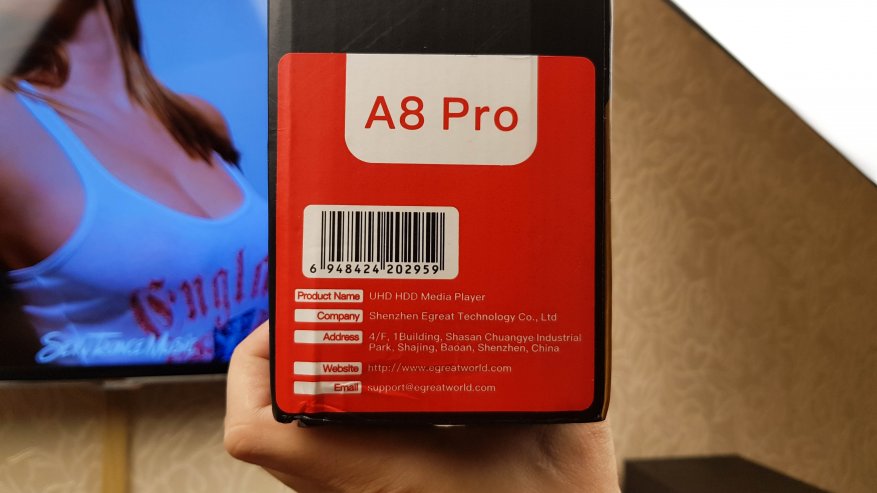 A8 Pro
6 948424 202959
Product Name UHD HDD Media Player
Company Shenzhen Egreat Technology Co., Ltd
Address 4/F, 1Building, Shasan Chuangye Industrial
Park, Shajing, Baoan, Shenzhen, China
Website http://www.egreatworld.com
Email support@egreatworld.com
Engla